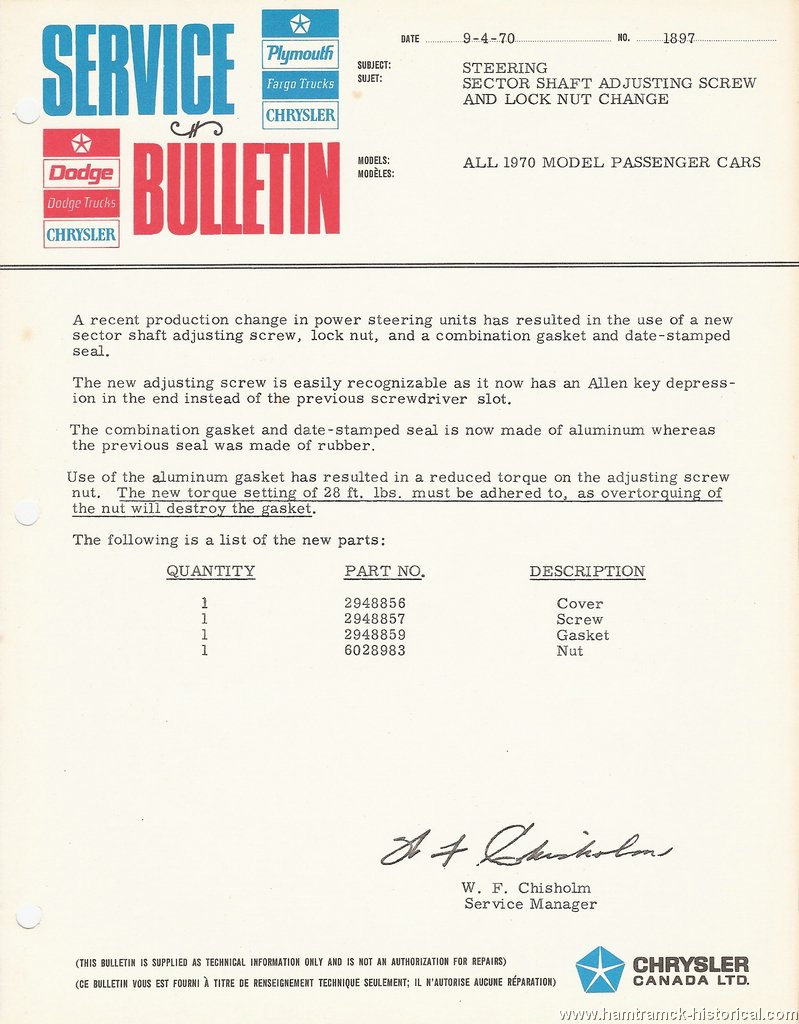 SERVICE
BULLETIN
Plymouth
Fargo Trucks
CHRYSLER
Dodge
Dodge Trucks
CHRYSLER
DATE 9-4-70 NO. 1897
SUBJECT:
SUJET:
STEERING
SECTOR SHAFT ADJUSTING SCREW
AND LOCK NUT CHANGE
MODELS:
MODÈLES:
ALL 1970 MODEL PASSENGER CARS
A recent production change in power steering units has resulted in the use of a new
sector shaft adjusting screw, lock nut, and a combination gasket and date-stamped
seal.
The new adjusting screw is easily recognizable as it now has an Allen key depress-
ion in the end instead of the previous screwdriver slot.
The combination gasket and date-stamped seal is now made of aluminum whereas
the previous seal was made of rubber.
Use of the aluminum gasket has resulted in a reduced torque on the adjusting screw
nut. The new torque setting of 28 ft. lbs. must be adhered to, as overtorquing of
the nut will destroy the gasket.
The following is a list of the new parts:
QUANTITY PART NO. DESCRIPTION
1 2948856 Cover
1 2948857 Screw
1 2948859 Gasket
1 6028983 Nut
W F Chisholm
W. F. Chisholm
Service Manager
(THIS BULLETIN IS SUPPLIED AS TECHNICAL INFORMATION ONLY AND IS NOT AN AUTHORIZATION FOR REPAIRS)
(CE BULLETIN VOUS EST FOURNI À TITRE DE RENSEIGNEMENT TECHNIQUE SEULEMENT; IL N'AUTORISE AUCUNE RÉPARATION)
CHRYSLER
CANADA LTD.
www.hamtramck-historical.com